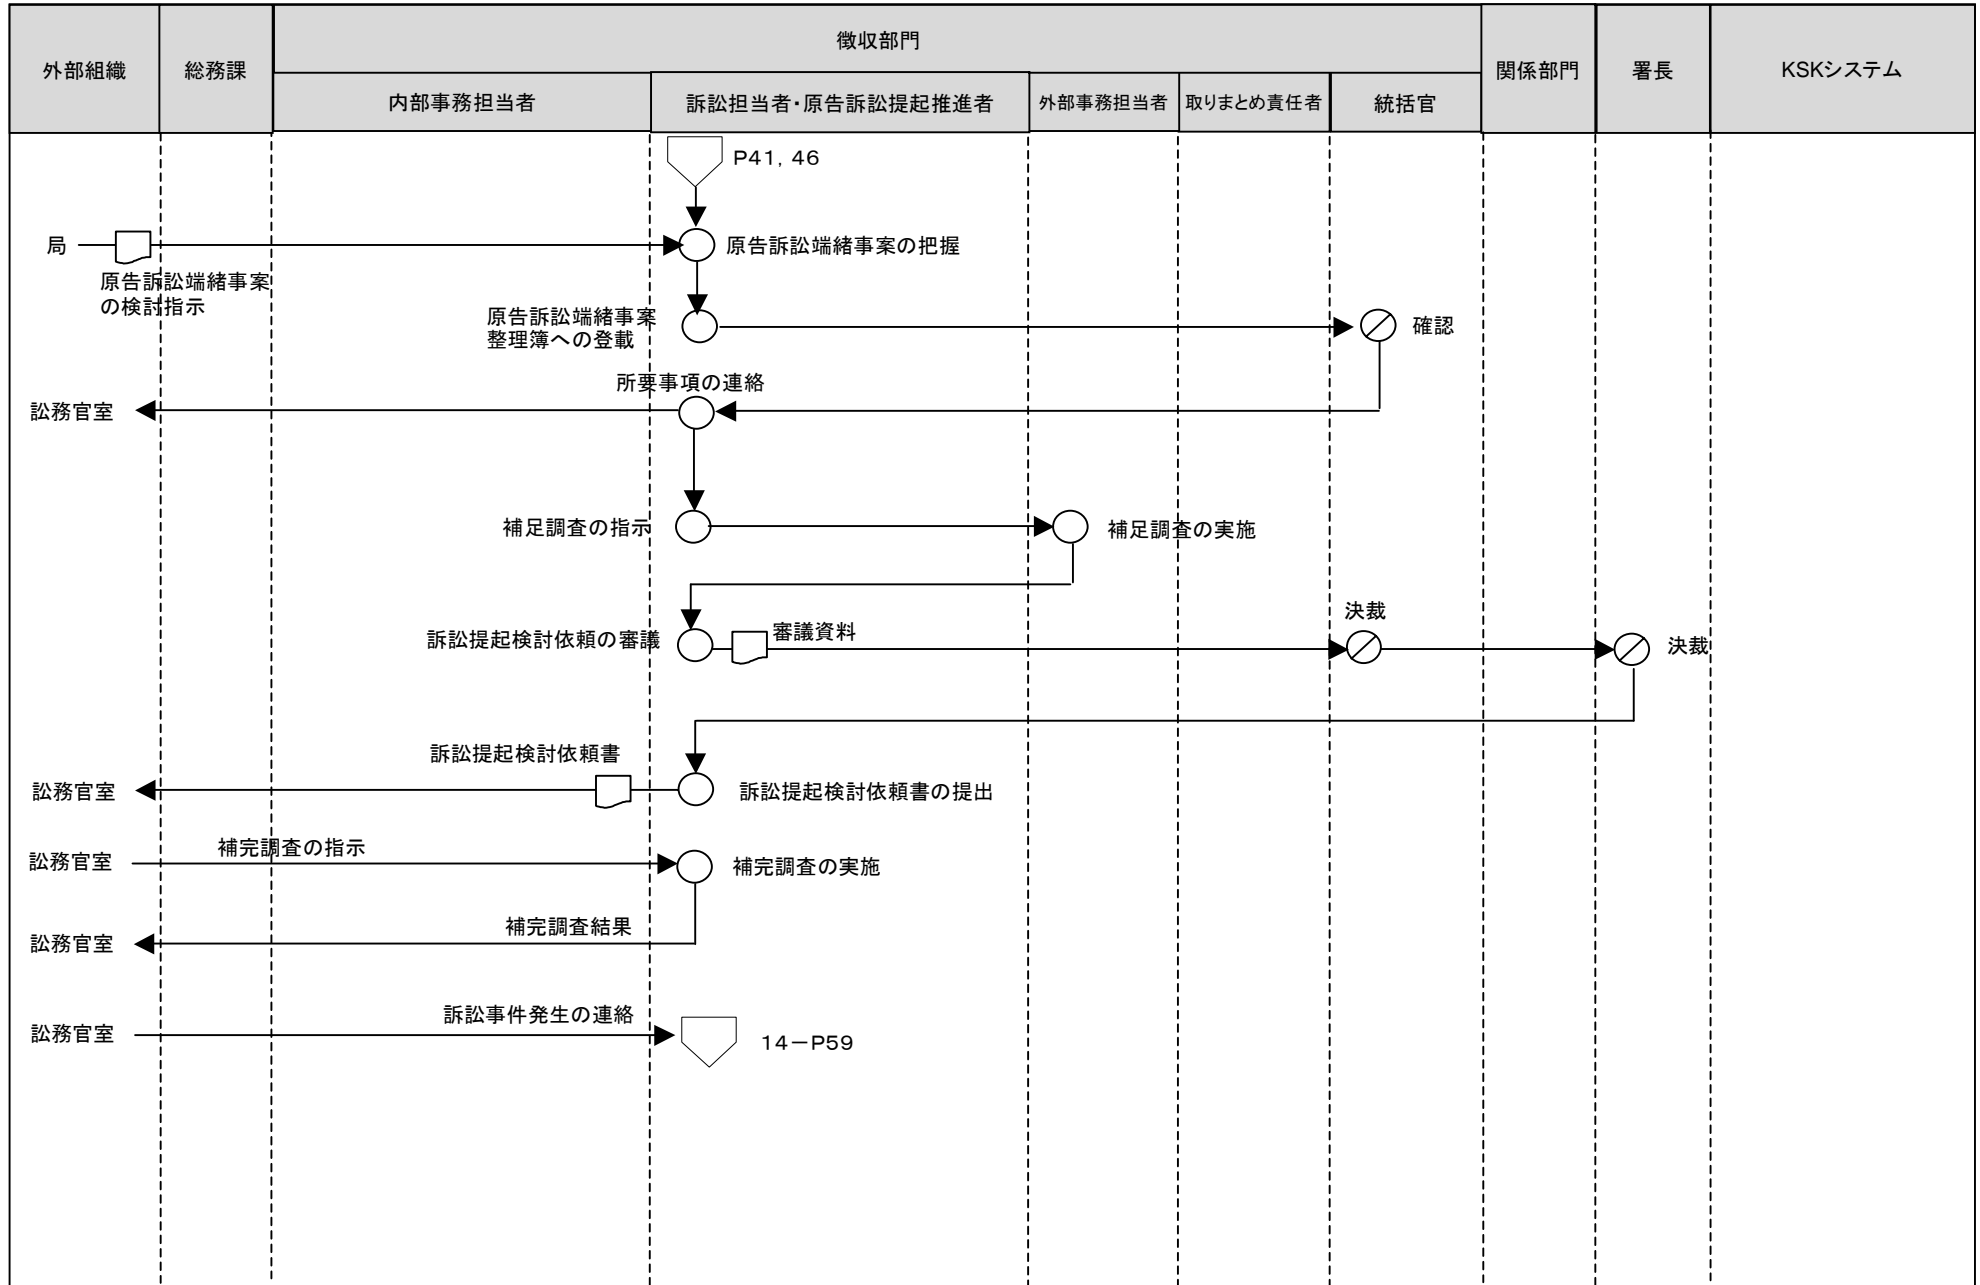 徴収部門
外部組織
総務課
関係部門
署長
KSKシステム
内部事務担当者
訴訟担当者・原告訴訟提起推進者
外部事務担当者
取りまとめ責任者
統括官
P41, 46
局
原告訴訟端緒事案の把握
原告訴訟端緒事案
の検討指示
原告訴訟端緒事案
整理簿への登載
確認
所要事項の連絡
訟務官室
補足調査の指示
補足調査の実施
決裁
訴訟提起検討依頼の審議
審議資料
決裁
訴訟提起検討依頼書
訟務官室
訴訟提起検討依頼書の提出
補完調査の指示
訟務官室
補完調査の実施
補完調査結果
訟務官室
訴訟事件発生の連絡
訟務官室
14－P59